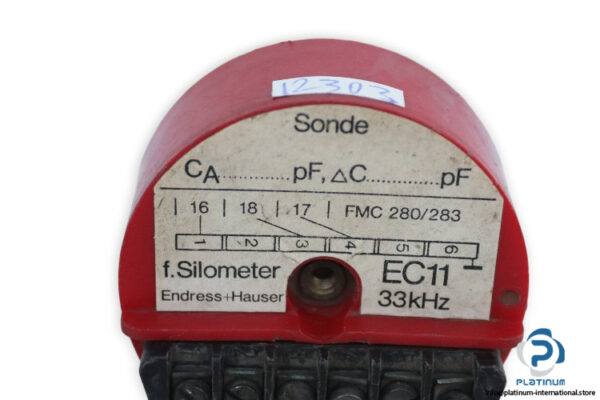 12303
Sonde
CA............pF, △C............pF
| 16 | 18 | 17 | FMC 280/283
1 2 3 4 5 6
f.Silometer EC11
Endress+Hauser 33kHz
PLATINUM
info@platinum-international.store